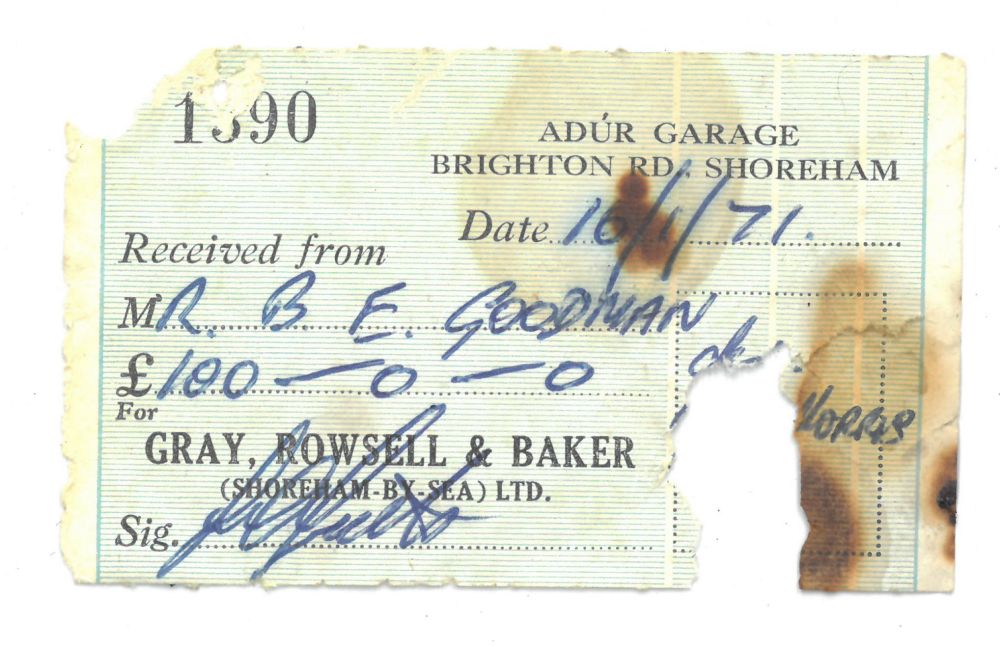 ADÚR GARAGE
BRIGHTON RD. SHOREHAM
Date 16/1/71.
Received from
MR. B. E. GOODMAN
£100—0—0
For
MORRIS
GRAY, ROWSELL & BAKER
(SHOREHAM-BY-SEA) LTD.
Sig.